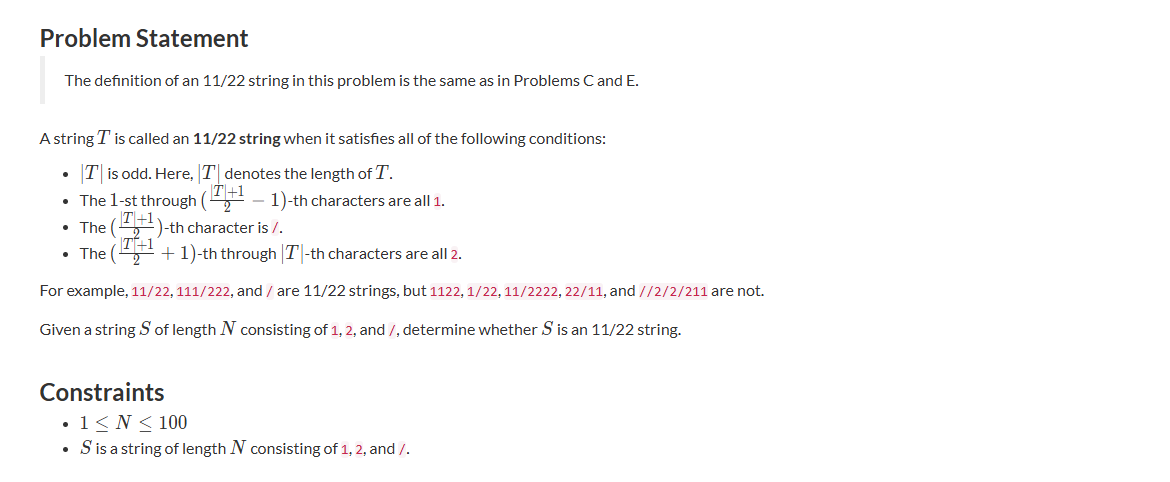 Problem Statement
The definition of an 11/22 string in this problem is the same as in Problems C and E.
A string T is called an 11/22 string when it satisfies all of the following conditions:
• |T| is odd. Here, |T| denotes the length of T.
• The 1-st through (\frac{|T|+1}{2} − 1)-th characters are all 1.
• The (\frac{|T|+1}{2})-th character is /.
• The (\frac{|T|+1}{2} + 1)-th through |T|-th characters are all 2.
For example, 11/22, 111/222, and / are 11/22 strings, but 1122, 1/22, 11/2222, 22/11, and //2/2/211 are not.
Given a string S of length N consisting of 1, 2, and /, determine whether S is an 11/22 string.
Constraints
• 1 ≤ N ≤ 100
• S is a string of length N consisting of 1, 2, and /.